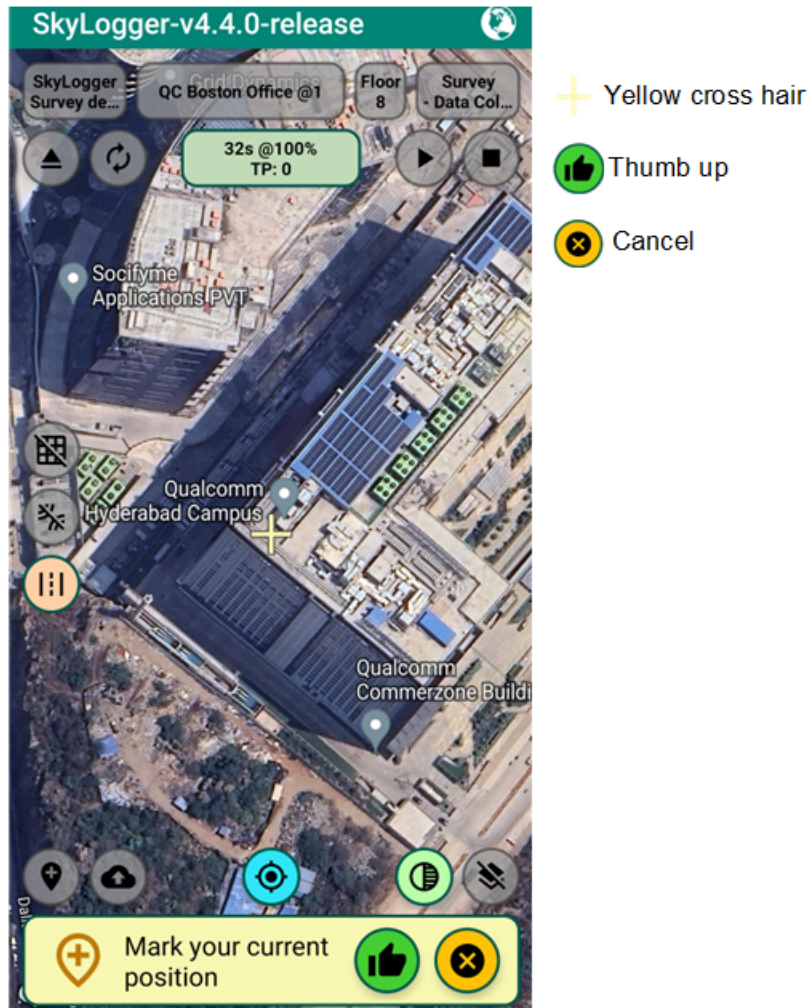 SkyLogger-v4.4.0-release
Grid Dynamics
SkyLogger
Survey de...
QC Boston Office @1
Floor
8
Survey
- Data Col...
32s @100%
TP: 0
Yellow cross hair
Thumb up
Cancel
Socifyme
Applications PVT
Qualcomm
Hyderabad Campus
Qualcomm
Commerzone Buildi
Mark your current
position